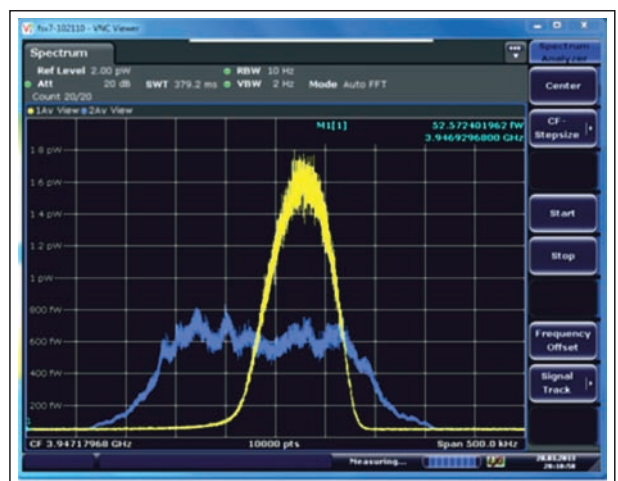 fsv7-102110 - VNC Viewer
Spectrum
Spectrum Analyzer
Ref Level 2.00 pW
RBW 10 Hz
Att 20 dB SWT 379.2 ms VBW 2 Hz Mode Auto FFT
Count 20/20
1Av View 2Av View
M1[1] 52.572401962 fW
3.9469296800 GHz
1.8 pW
1.6 pW
1.4 pW
1.2 pW
1 pW
800 fW
600 fW
400 fW
200 fW
CF 3.94717968 GHz 10000 pts Span 500.0 kHz
Measuring...
Center
CF-
Stepsize
Start
Stop
Frequency
Offset
Signal
Track